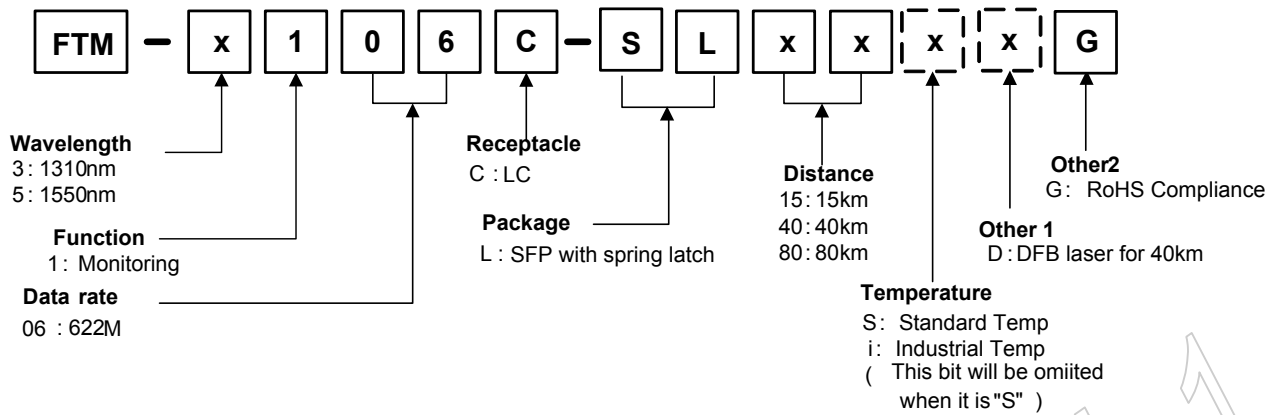 FTM - x 1 0 6 C - S L x x x x G
Wavelength
3: 1310nm
5: 1550nm
Function
1: Monitoring
Data rate
06 : 622M
Receptacle
C : LC
Package
L : SFP with spring latch
Distance
15: 15km
40: 40km
80: 80km
Temperature
S: Standard Temp
i: Industrial Temp
( This bit will be omiited
when it is "S" )
Other 1
D: DFB laser for 40km
Other2
G: RoHS Compliance